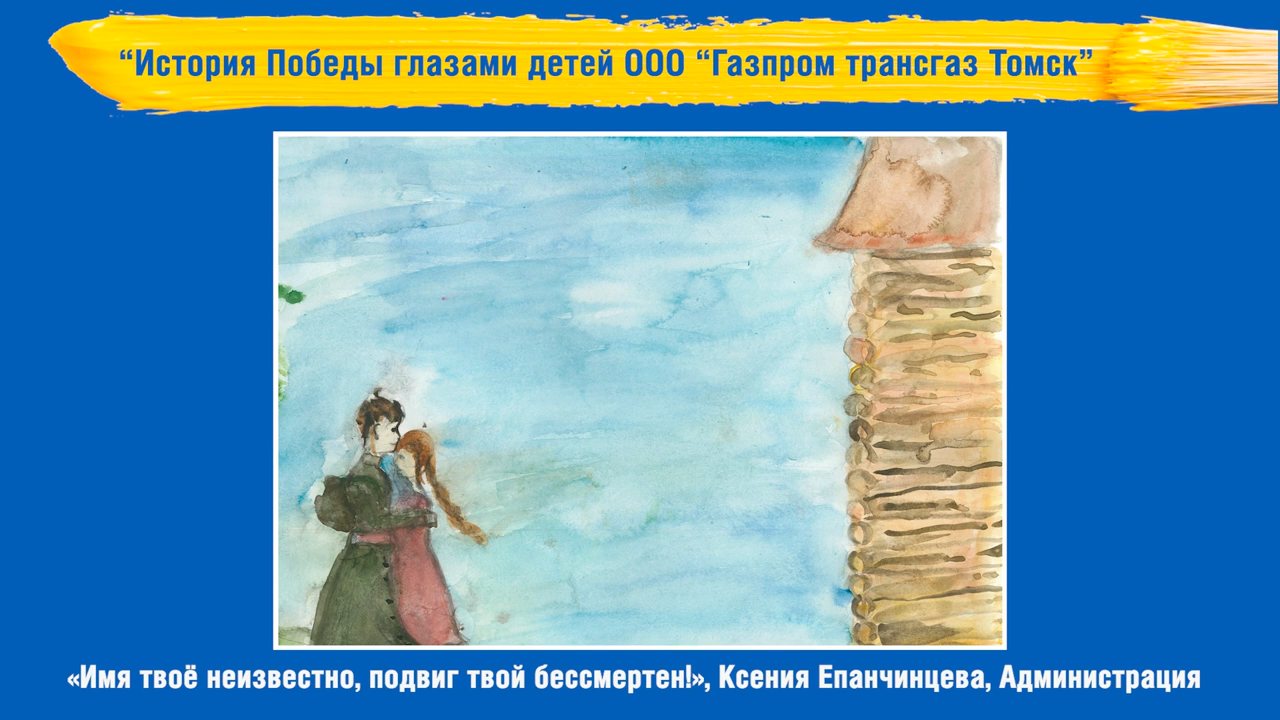 “История Победы глазами детей ООО “Газпром трансгаз Томск”
«Имя твоё неизвестно, подвиг твой бессмертен!», Ксения Епанчинцева, Администрация